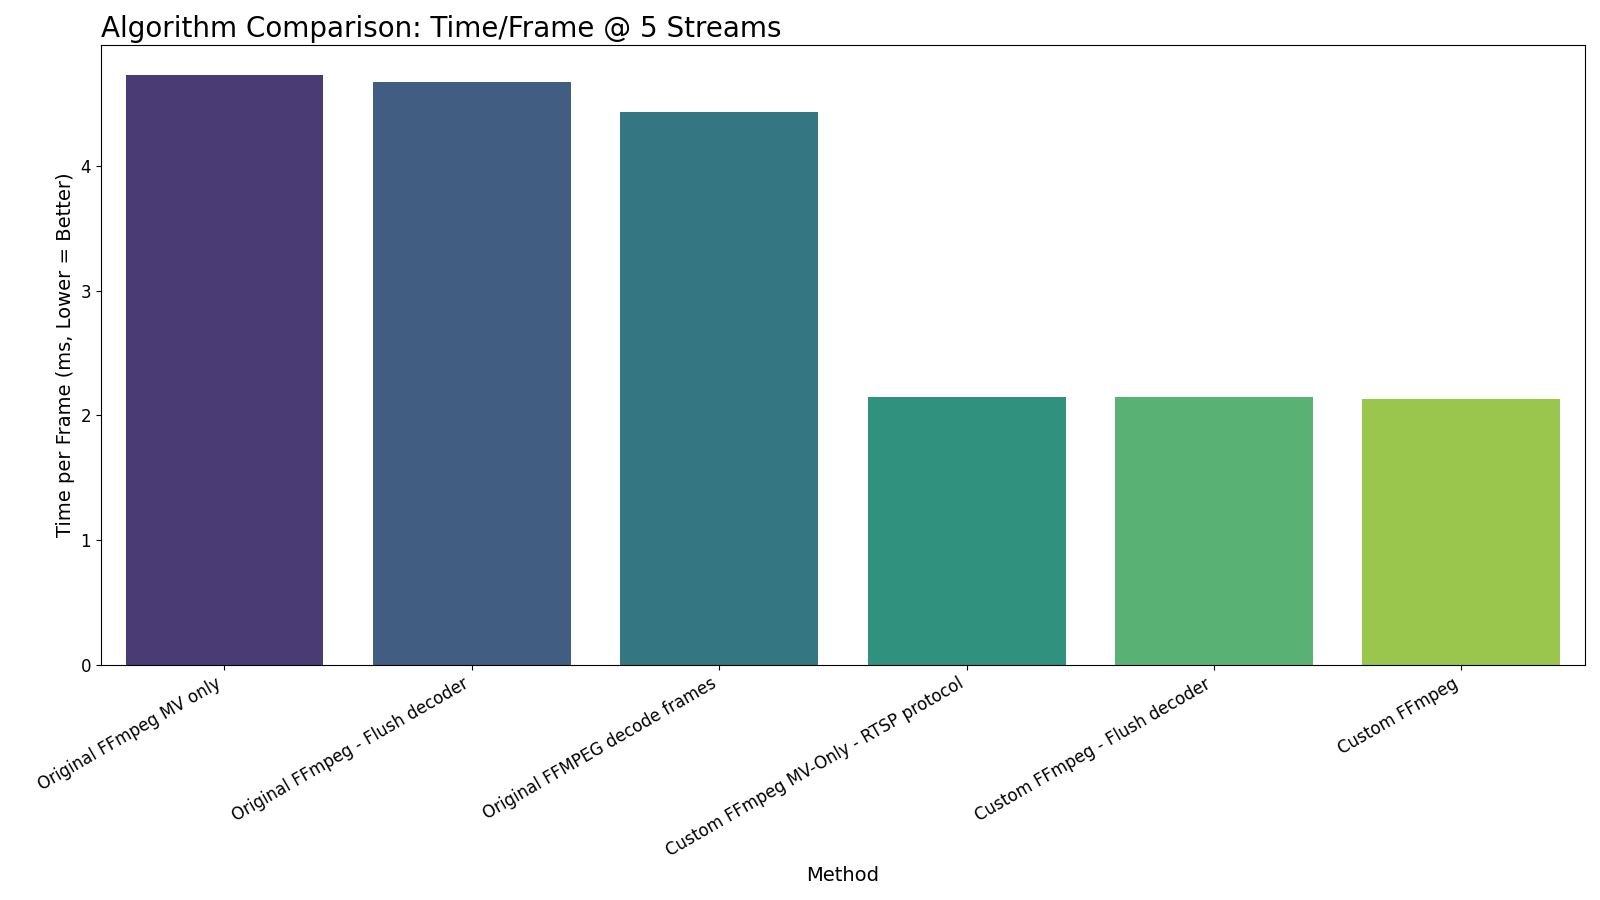 Algorithm Comparison: Time/Frame @ 5 Streams
Time per Frame (ms, Lower = Better)
4
3
2
1
0
Original FFmpeg MV only
Original FFmpeg - Flush decoder
Original FFMPEG decode frames
Custom FFmpeg MV-Only - RTSP protocol
Custom FFmpeg - Flush decoder
Custom FFmpeg
Method